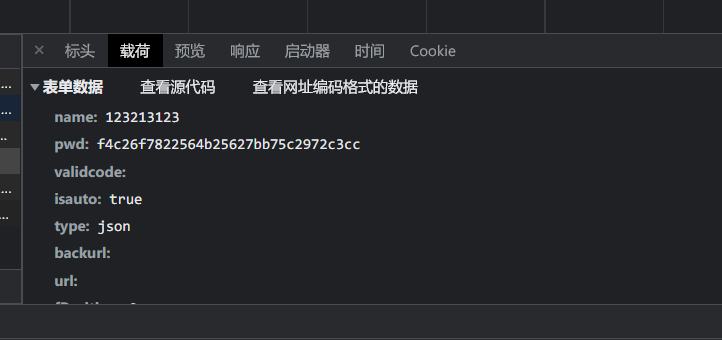 × 标头 载荷 预览 响应 启动器 时间 Cookie
... ▼表单数据 查看源代码 查看网址编码格式的数据
... name: 123213123
... pwd: f4c26f7822564b25627bb75c2972c3cc
validcode:
... isauto: true
... type: json
backurl:
url: